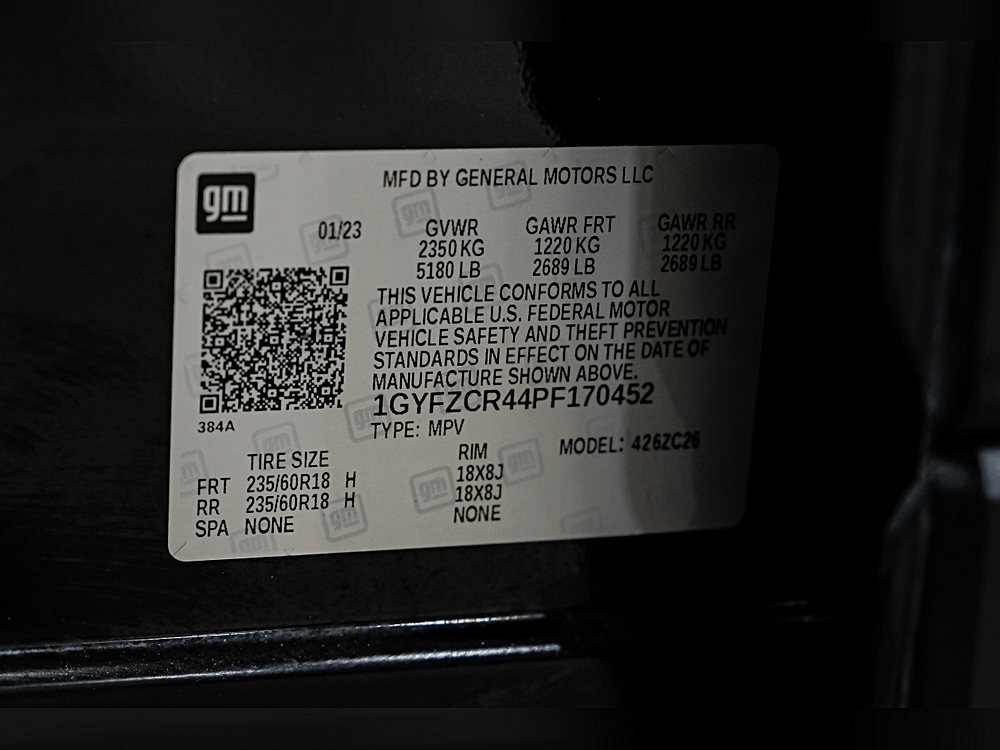 gm
MFD BY GENERAL MOTORS LLC
01/23 GVWR GAWR FRT GAWR RR
2350 KG 1220 KG 1220 KG
5180 LB 2689 LB 2689 LB
THIS VEHICLE CONFORMS TO ALL
APPLICABLE U.S. FEDERAL MOTOR
VEHICLE SAFETY AND THEFT PREVENTION
STANDARDS IN EFFECT ON THE DATE OF
MANUFACTURE SHOWN ABOVE.
1GYFZCR44PF170452
384A
TYPE: MPV
MODEL: 426ZC26
TIRE SIZE RIM
FRT 235/60R18 H 18X8J
RR 235/60R18 H 18X8J
SPA NONE NONE